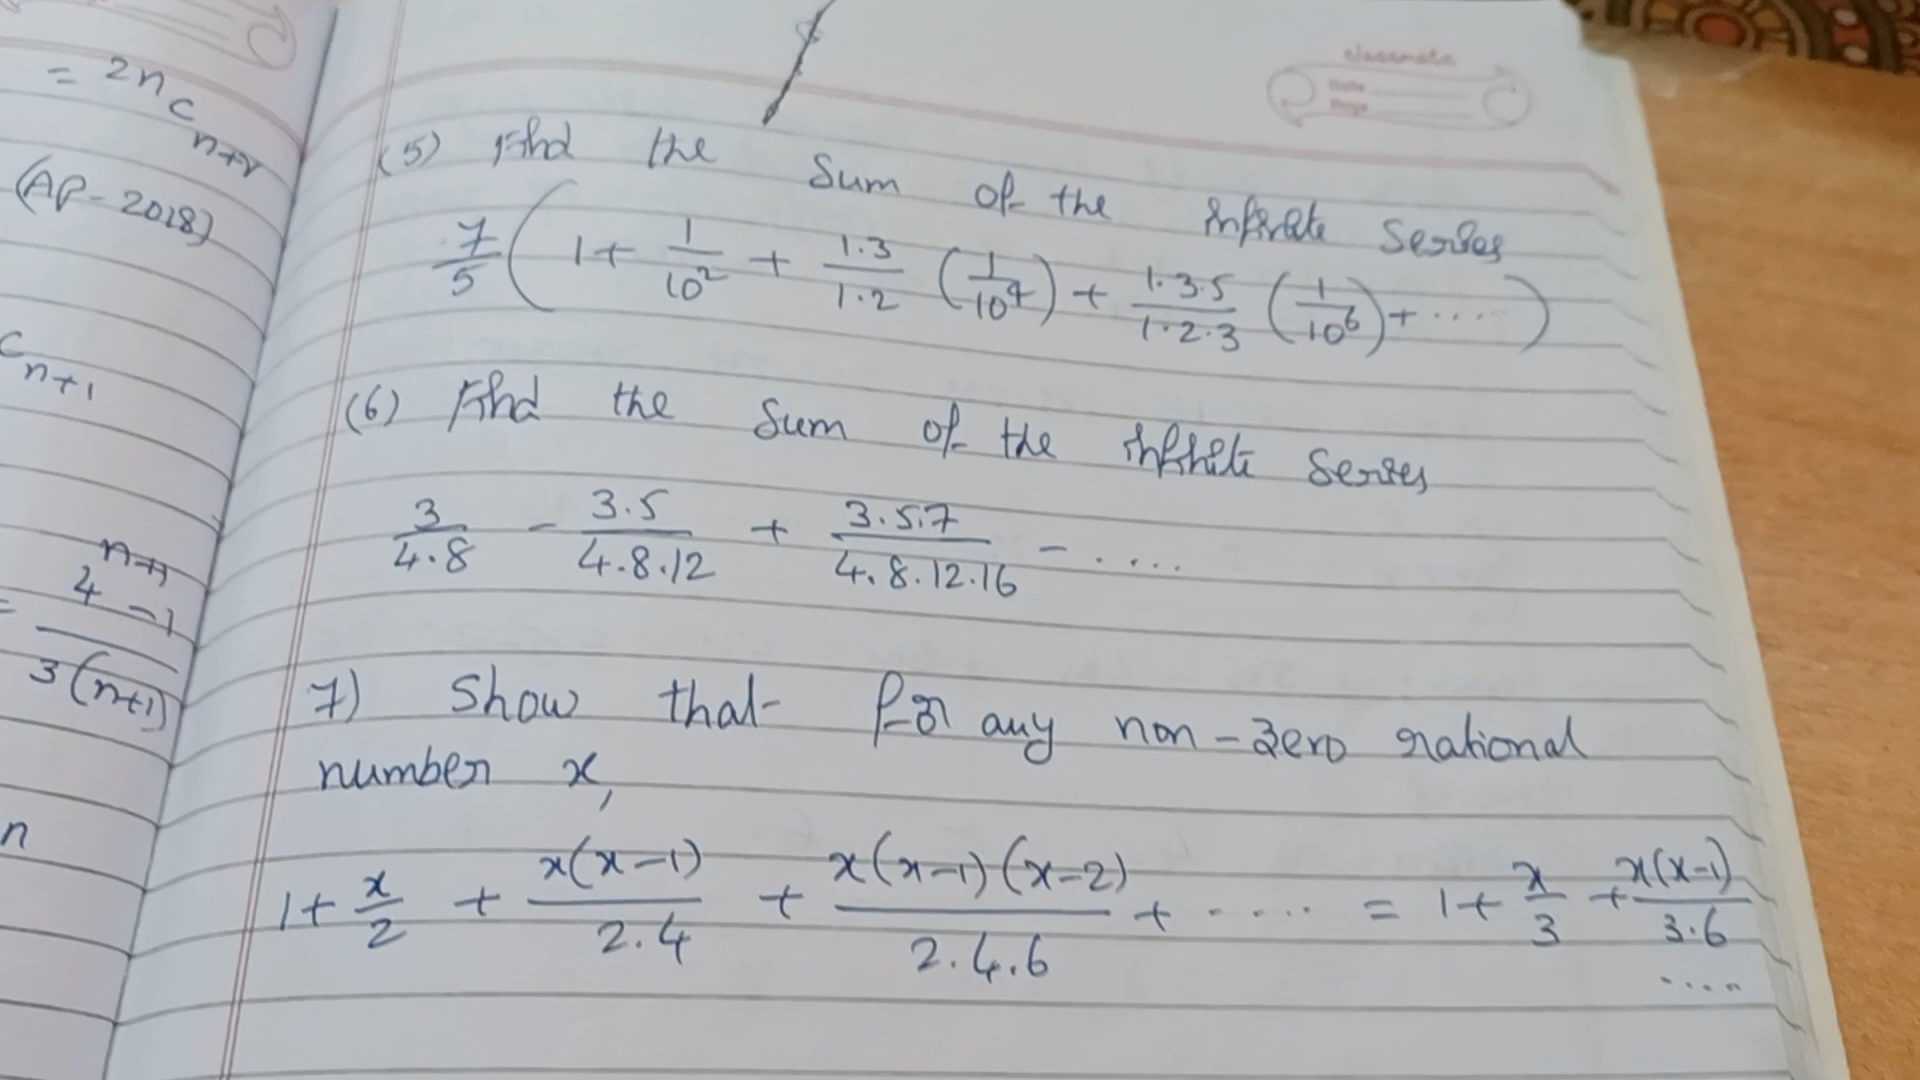 = 2n c n+r
(AP - 2018)
c n+1
4 n+1 - 1
= 3(n+1)
n
classmate
Date
Page
(5) Find the Sum of the infinite series
7/5 ( 1 + 1/10² + 1.3/1.2 (1/10⁴) + 1.3.5/1.2.3 (1/10⁶) + .... )
(6) Find the Sum of the infinite series
3/4.8 - 3.5/4.8.12 + 3.5.7/4.8.12.16 - ....
7) Show that for any non-zero rational
number x,
1 + x/2 + x(x-1)/2.4 + x(x-1)(x-2)/2.4.6 + .... = 1 + x/3 + x(x-1)/3.6
....